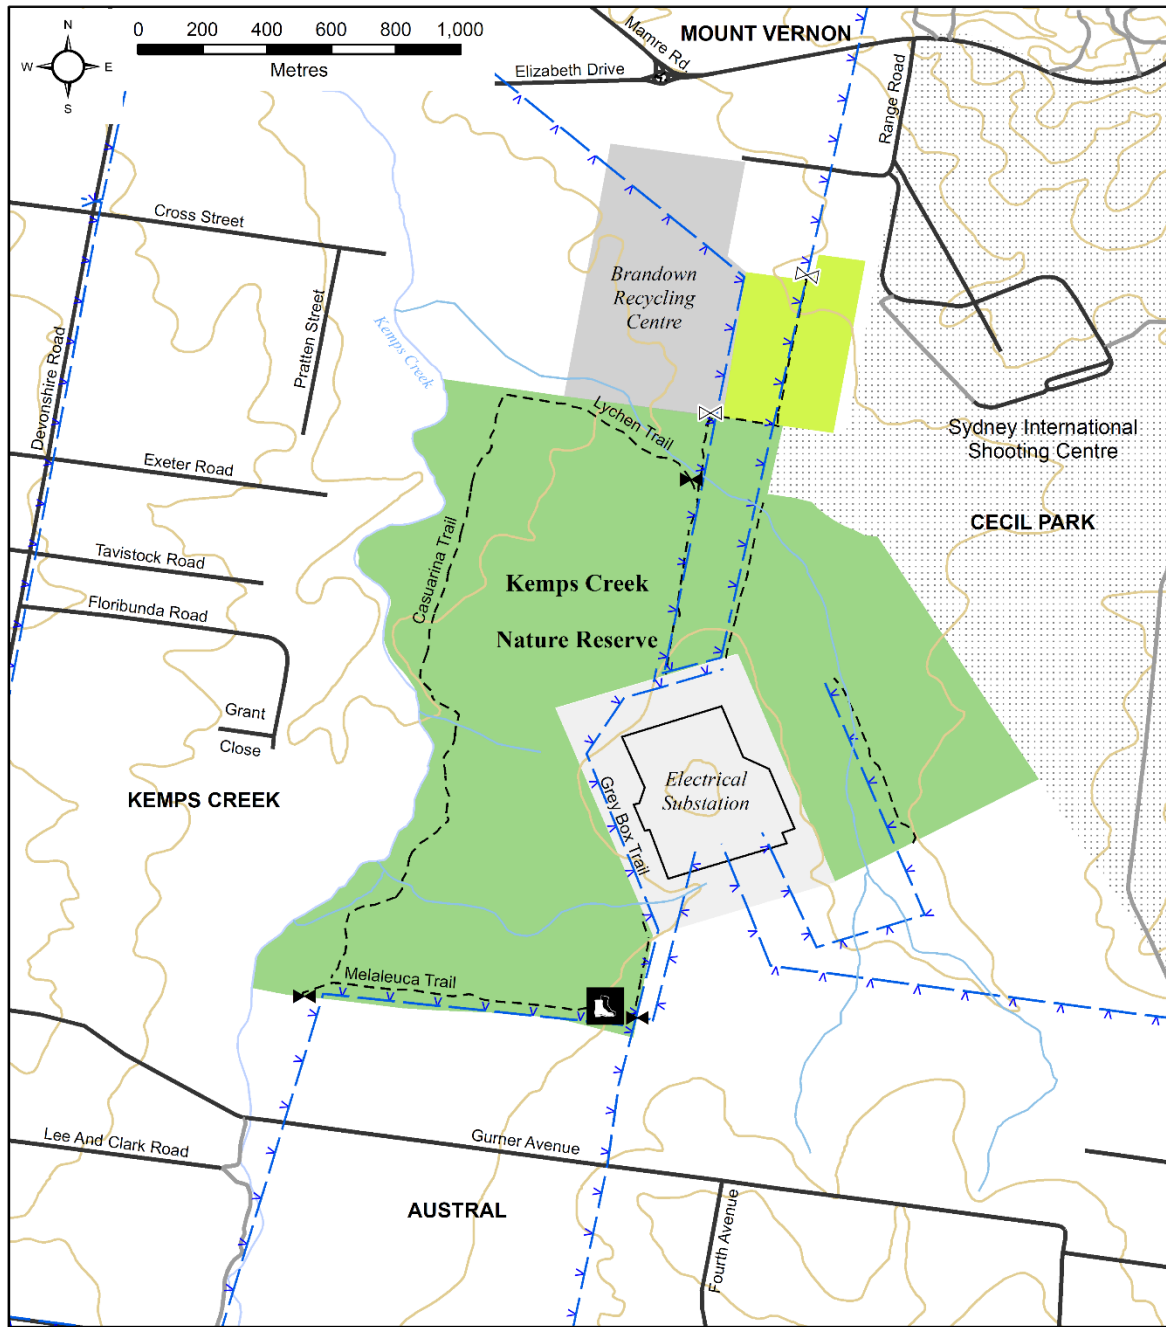 N
W
E
S
0 200 400 600 800 1,000
Metres
Mamre Rd
MOUNT VERNON
Elizabeth Drive
Range Road
Cross Street
Pratten Street
Devonshire Road
Kemps Creek
Brandown
Recycling
Centre
Lychen Trail
Sydney International
Shooting Centre
Exeter Road
CECIL PARK
Casuarina Trail
Tavistock Road
Kemps Creek
Floribunda Road
Nature Reserve
Grant
Close
KEMPS CREEK
Electrical
Substation
Grey Box Trail
Melaleuca Trail
Lee And Clark Road
Gurner Avenue
AUSTRAL
Fourth Avenue